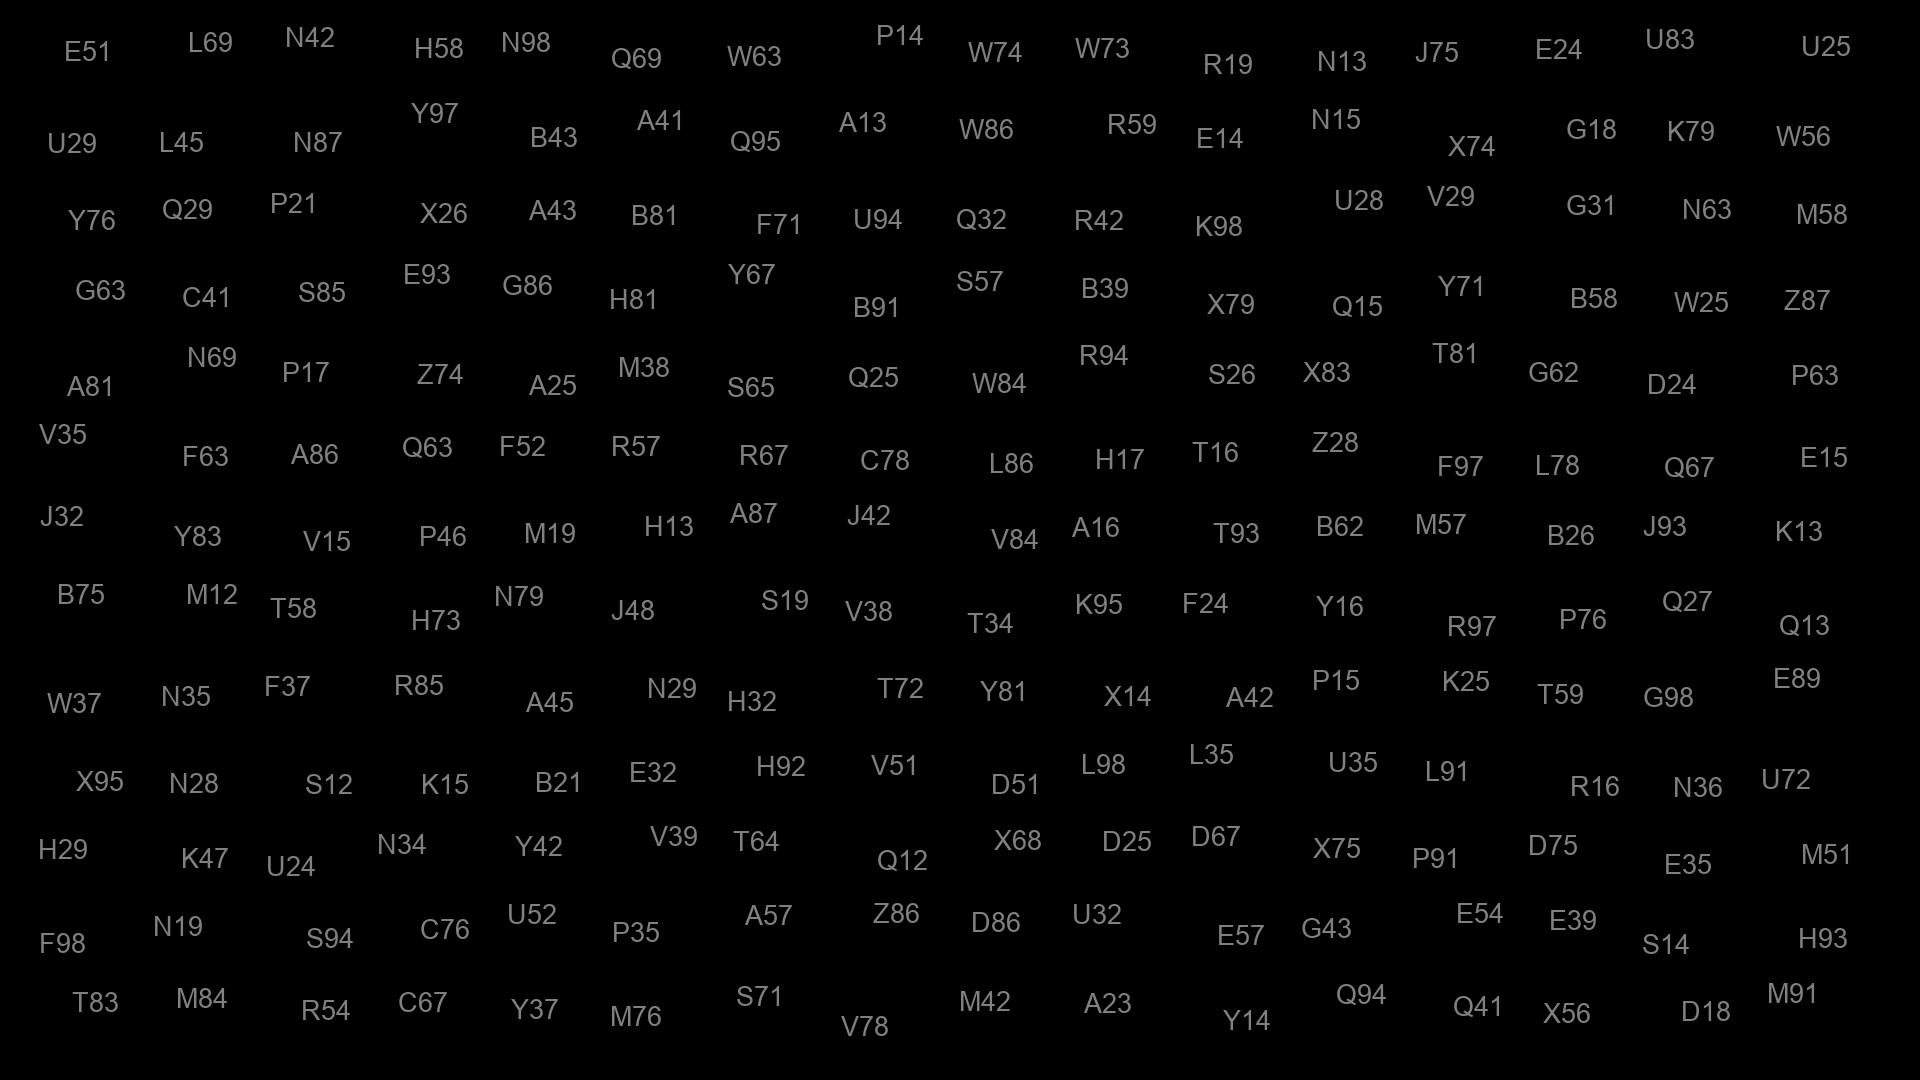 E51 L69 N42 H58 N98 Q69 W63 P14 W74 W73 R19 N13 J75 E24 U83 U25
U29 L45 N87 Y97 B43 A41 Q95 A13 W86 R59 E14 N15 X74 G18 K79 W56
Y76 Q29 P21 X26 A43 B81 F71 U94 Q32 R42 K98 U28 V29 G31 N63 M58
G63 C41 S85 E93 G86 H81 Y67 B91 S57 B39 X79 Q15 Y71 B58 W25 Z87
A81 N69 P17 Z74 A25 M38 S65 Q25 W84 R94 S26 X83 T81 G62 D24 P63
V35 F63 A86 Q63 F52 R57 R67 C78 L86 H17 T16 Z28 F97 L78 Q67 E15
J32 Y83 V15 P46 M19 H13 A87 J42 V84 A16 T93 B62 M57 B26 J93 K13
B75 M12 T58 H73 N79 J48 S19 V38 T34 K95 F24 Y16 R97 P76 Q27 Q13
W37 N35 F37 R85 A45 N29 H32 T72 Y81 X14 A42 P15 K25 T59 G98 E89
X95 N28 S12 K15 B21 E32 H92 V51 D51 L98 L35 U35 L91 R16 N36 U72
H29 K47 U24 N34 Y42 V39 T64 Q12 X68 D25 D67 X75 P91 D75 E35 M51
F98 N19 S94 C76 U52 P35 A57 Z86 D86 U32 E57 G43 E54 E39 S14 H93
T83 M84 R54 C67 Y37 M76 S71 V78 M42 A23 Y14 Q94 Q41 X56 D18 M91